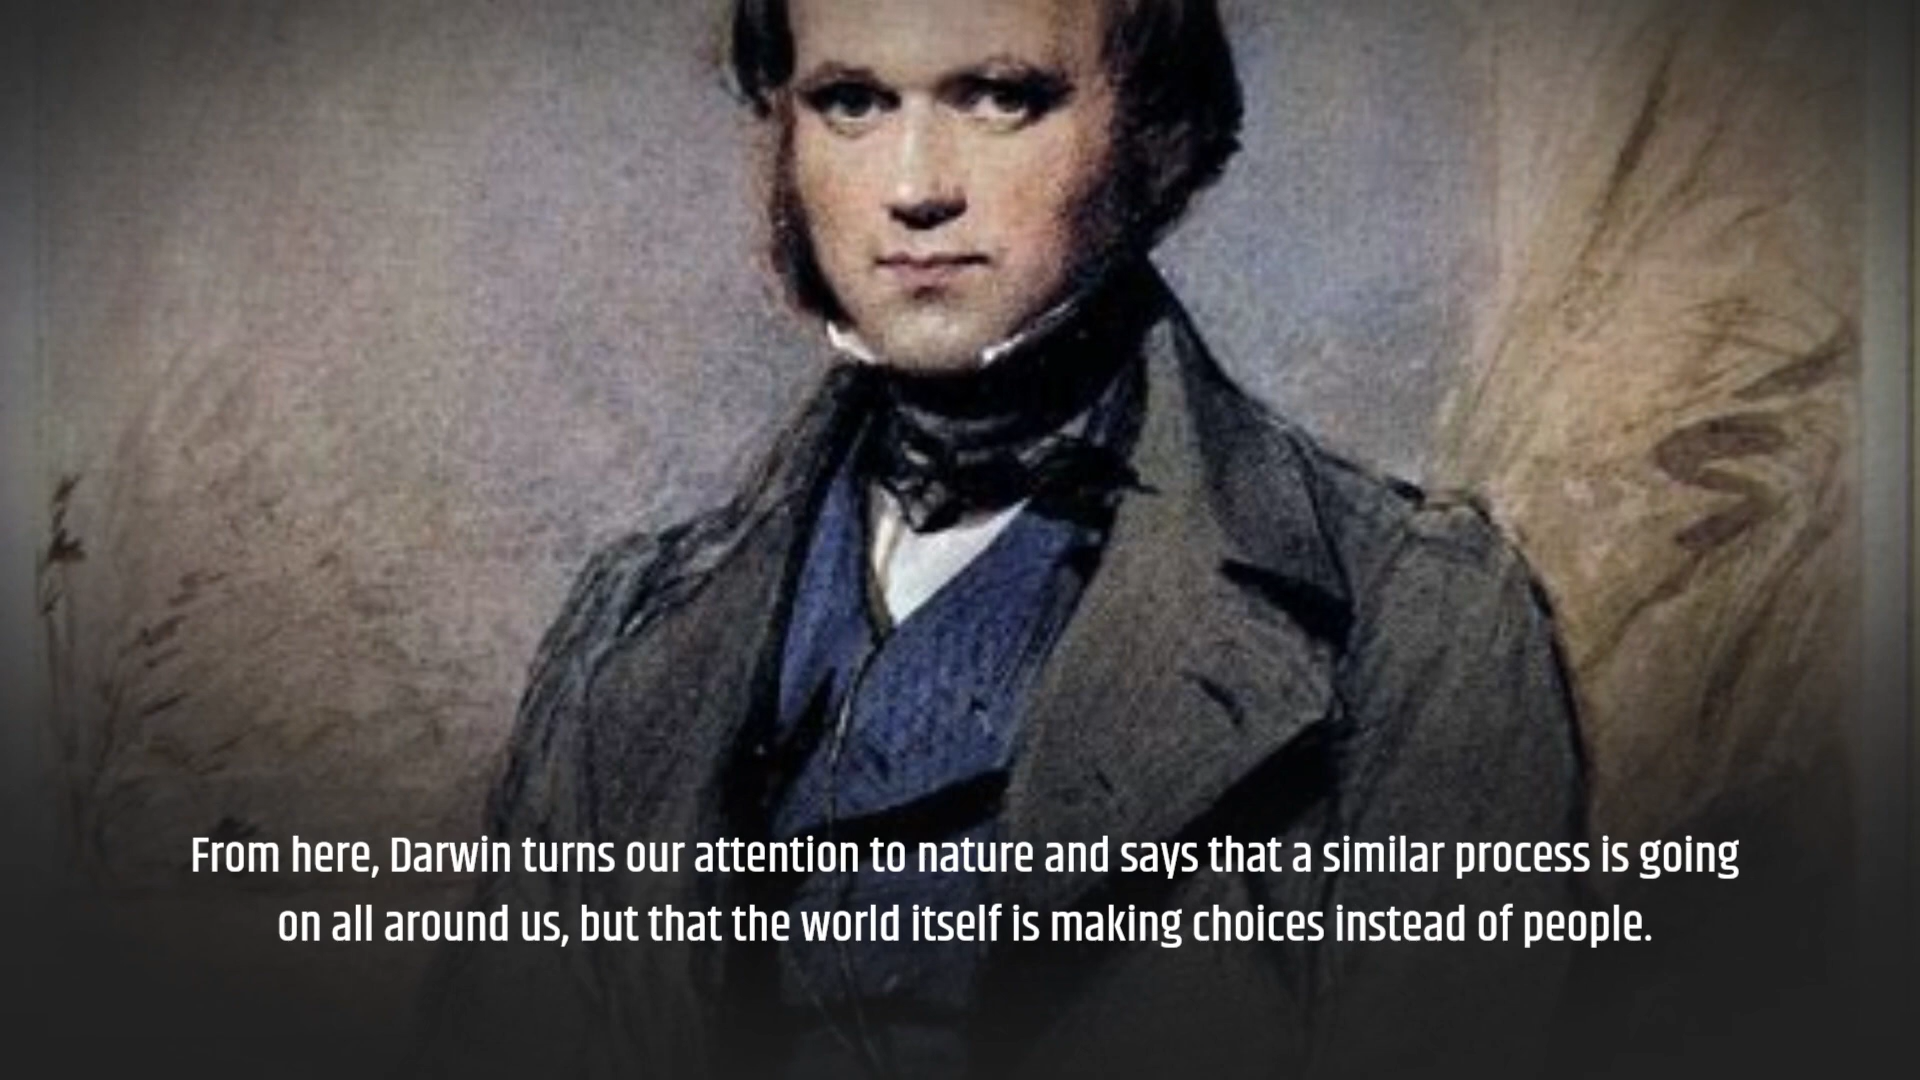 From here, Darwin turns our attention to nature and says that a similar process is going
on all around us, but that the world itself is making choices instead of people.